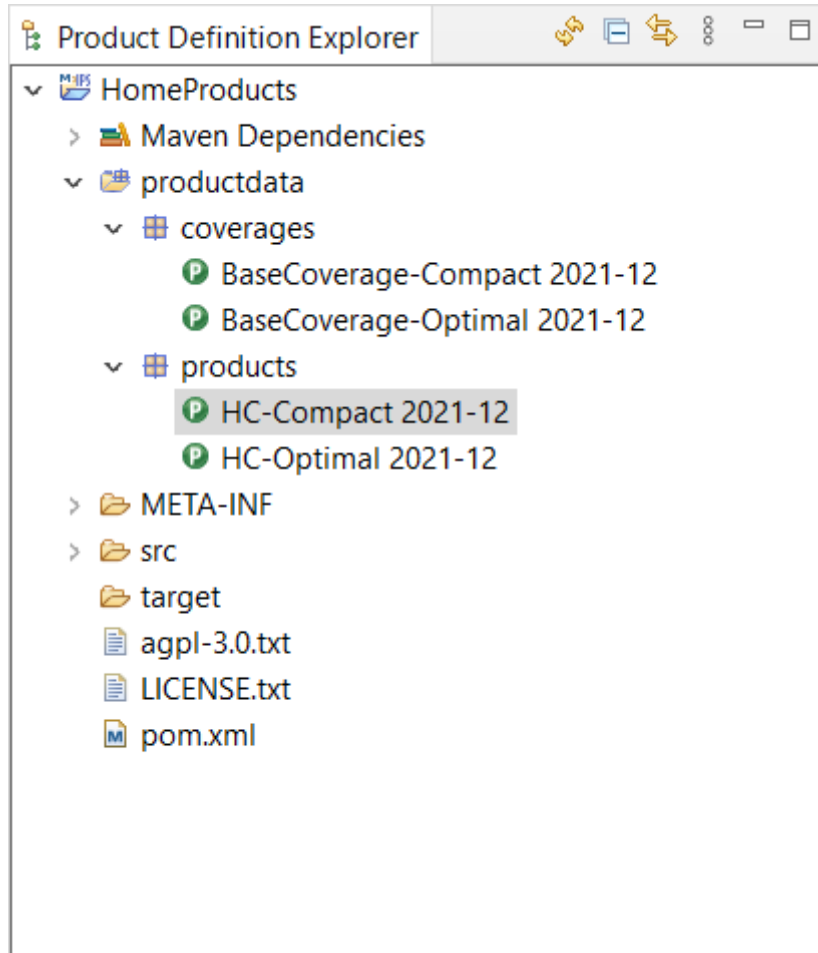 Product Definition Explorer
HomeProducts
Maven Dependencies
productdata
coverages
BaseCoverage-Compact 2021-12
BaseCoverage-Optimal 2021-12
products
HC-Compact 2021-12
HC-Optimal 2021-12
META-INF
src
target
agpl-3.0.txt
LICENSE.txt
pom.xml